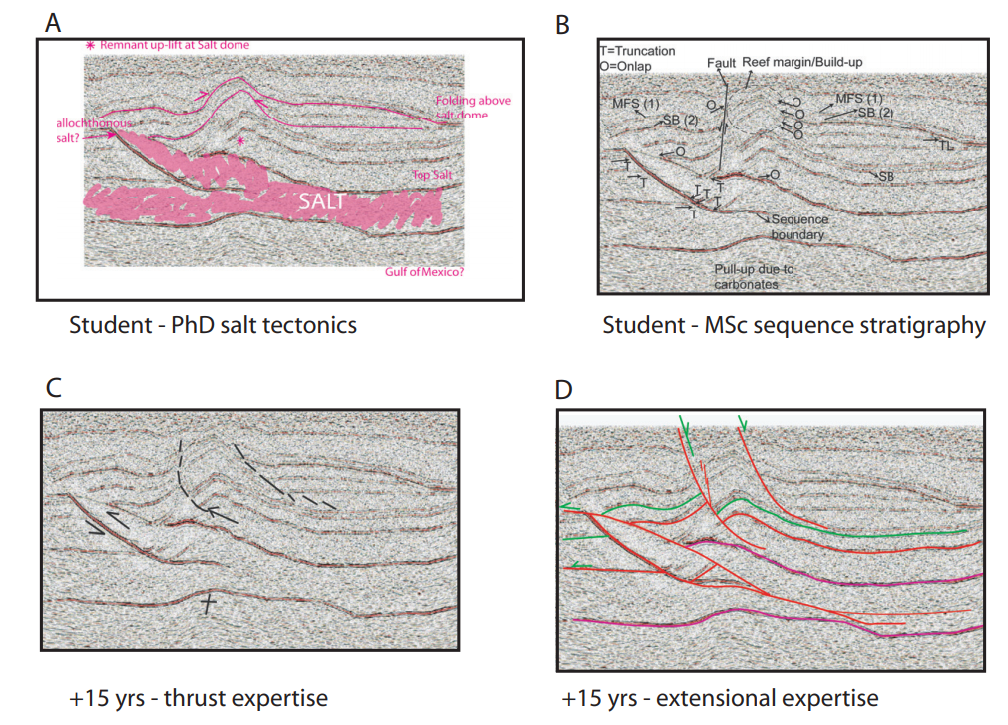 A
* Remnant up-lift at Salt dome
Folding above
salt dome
allochthonous
salt?
Top Salt
SALT
Gulf of Mexico?
Student - PhD salt tectonics
B
T=Truncation
O=Onlap
Fault
Reef margin/Build-up
MFS (1)
SB (2)
O
O
O
O
O
MFS (1)
SB (2)
TL
O
T
T
T
T
T
T
T
O
SB
Sequence
boundary
Pull-up due to
carbonates
Student - MSc sequence stratigraphy
C
+15 yrs - thrust expertise
D
+15 yrs - extensional expertise